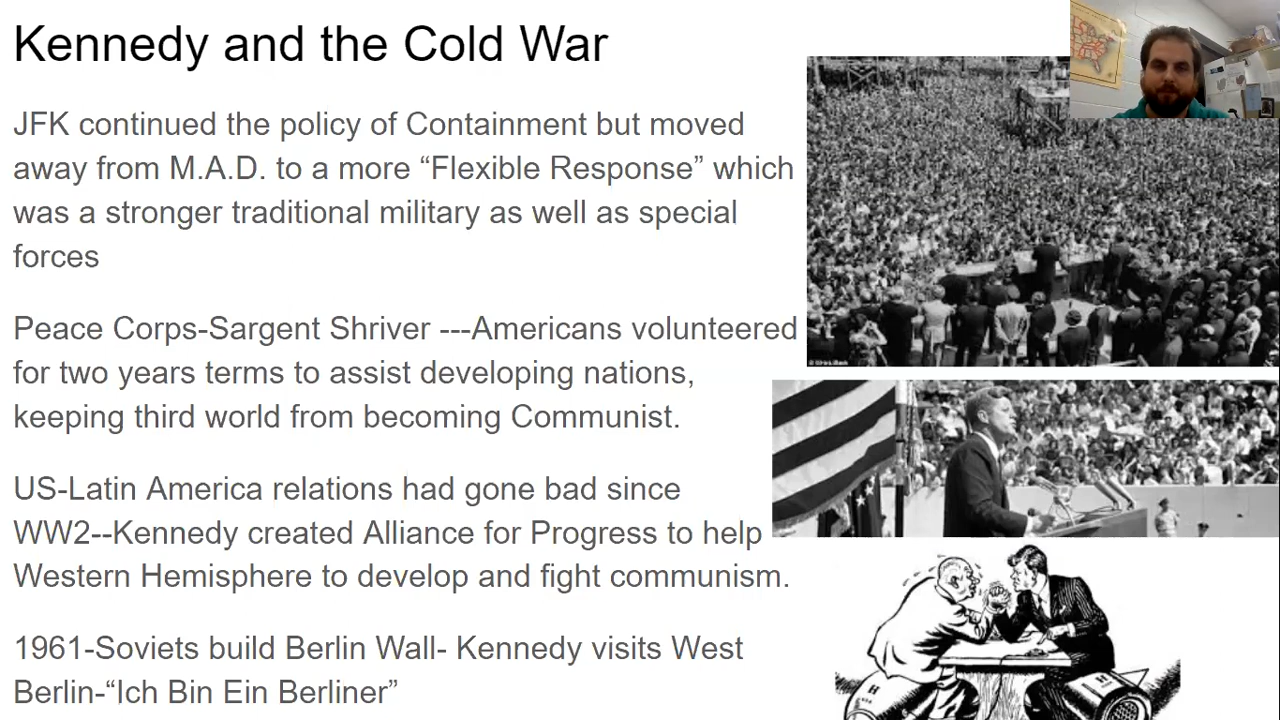 Kennedy and the Cold War
JFK continued the policy of Containment but moved
away from M.A.D. to a more “Flexible Response” which
was a stronger traditional military as well as special
forces
Peace Corps-Sargent Shriver ---Americans volunteered
for two years terms to assist developing nations,
keeping third world from becoming Communist.
US-Latin America relations had gone bad since
WW2--Kennedy created Alliance for Progress to help
Western Hemisphere to develop and fight communism.
1961-Soviets build Berlin Wall- Kennedy visits West
Berlin-“Ich Bin Ein Berliner”
H
H